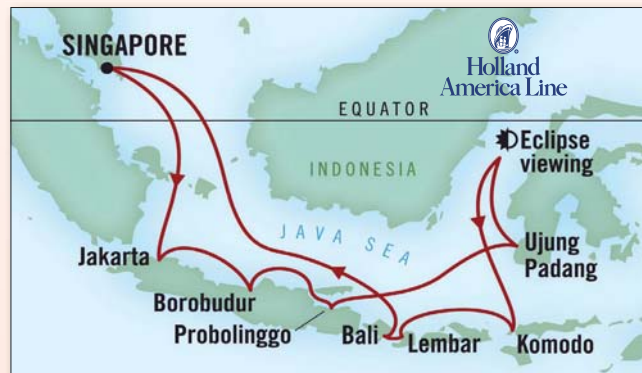 SINGAPORE
Holland
America Line
EQUATOR
Eclipse
viewing
INDONESIA
JAVA SEA
Ujung
Padang
Jakarta
Borobudur
Probolinggo
Bali
Lembar
Komodo